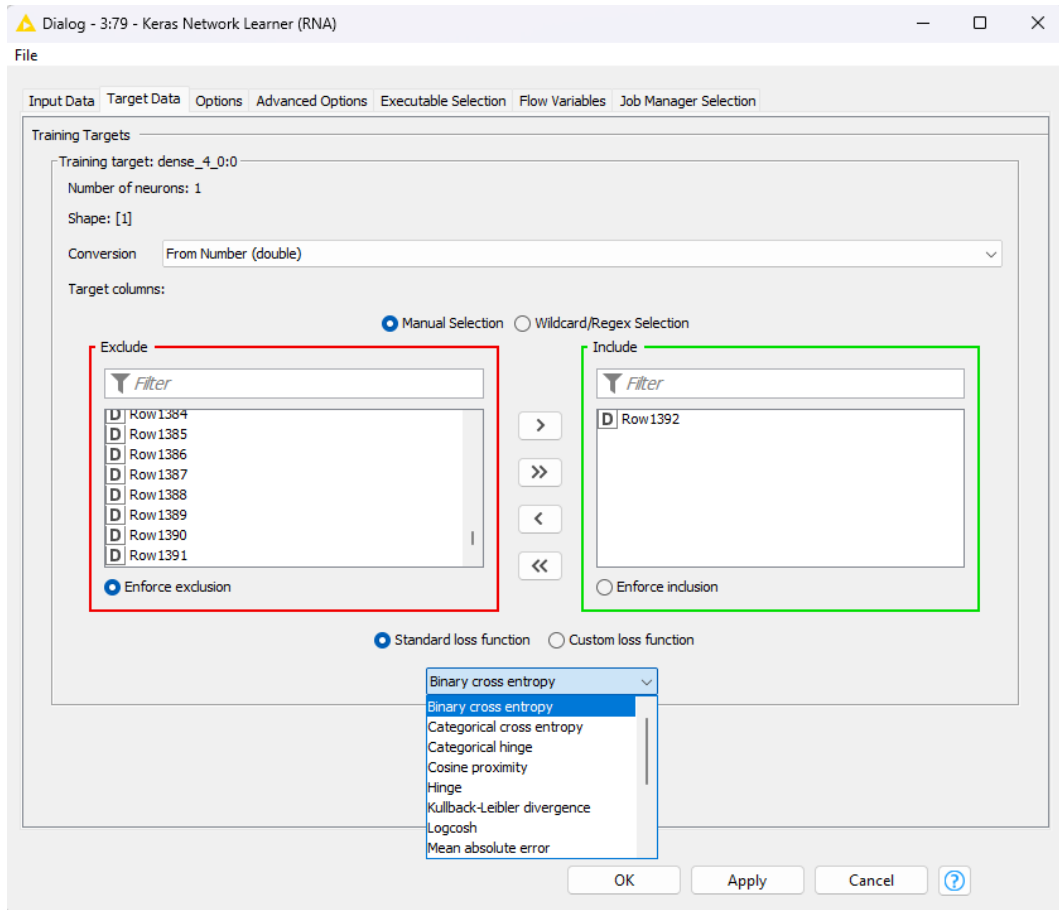 Dialog - 3:79 - Keras Network Learner (RNA)
File
Input Data Target Data Options Advanced Options Executable Selection Flow Variables Job Manager Selection
Training Targets
Training target: dense_4_0:0
Number of neurons: 1
Shape: [1]
Conversion From Number (double)
Target columns:
Manual Selection Wildcard/Regex Selection
Exclude Include
Filter Filter
D Row1384 D Row1392
D Row1385
D Row1386
D Row1387
D Row1388
D Row1389
D Row1390
D Row1391
Enforce exclusion Enforce inclusion
Standard loss function Custom loss function
Binary cross entropy
Binary cross entropy
Categorical cross entropy
Categorical hinge
Cosine proximity
Hinge
Kullback-Leibler divergence
Logcosh
Mean absolute error
OK Apply Cancel ?